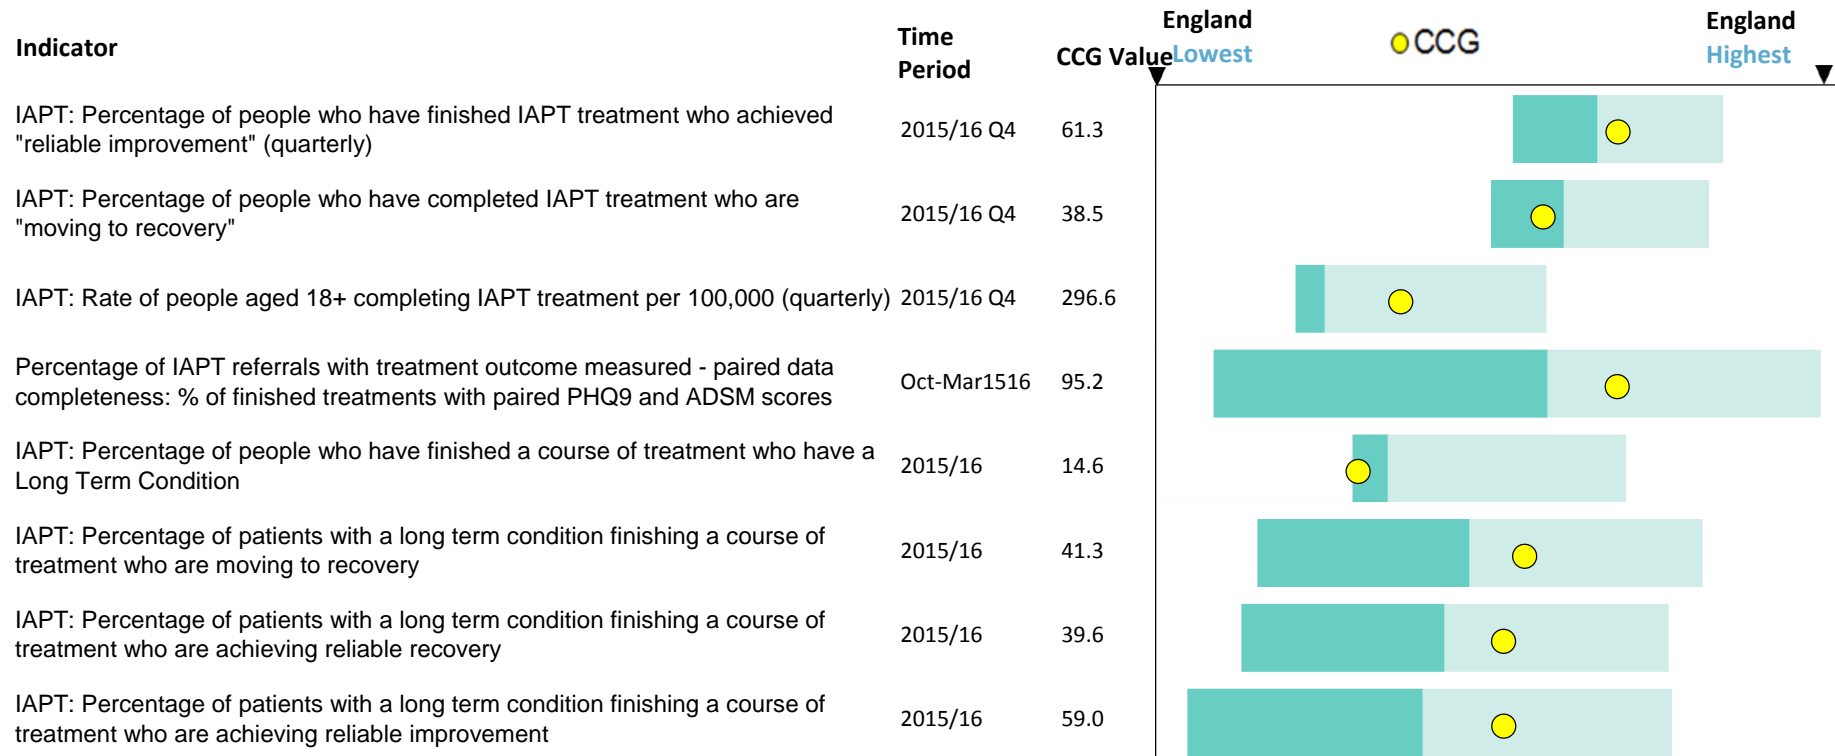 Indicator
Time
Period
CCG Value
England
Lowest
CCG
England
Highest
IAPT: Percentage of people who have finished IAPT treatment who achieved
"reliable improvement" (quarterly)
2015/16 Q4
61.3
IAPT: Percentage of people who have completed IAPT treatment who are
"moving to recovery"
2015/16 Q4
38.5
IAPT: Rate of people aged 18+ completing IAPT treatment per 100,000 (quarterly)
2015/16 Q4
296.6
Percentage of IAPT referrals with treatment outcome measured - paired data
completeness: % of finished treatments with paired PHQ9 and ADSM scores
Oct-Mar1516
95.2
IAPT: Percentage of people who have finished a course of treatment who have a
Long Term Condition
2015/16
14.6
IAPT: Percentage of patients with a long term condition finishing a course of
treatment who are moving to recovery
2015/16
41.3
IAPT: Percentage of patients with a long term condition finishing a course of
treatment who are achieving reliable recovery
2015/16
39.6
IAPT: Percentage of patients with a long term condition finishing a course of
treatment who are achieving reliable improvement
2015/16
59.0